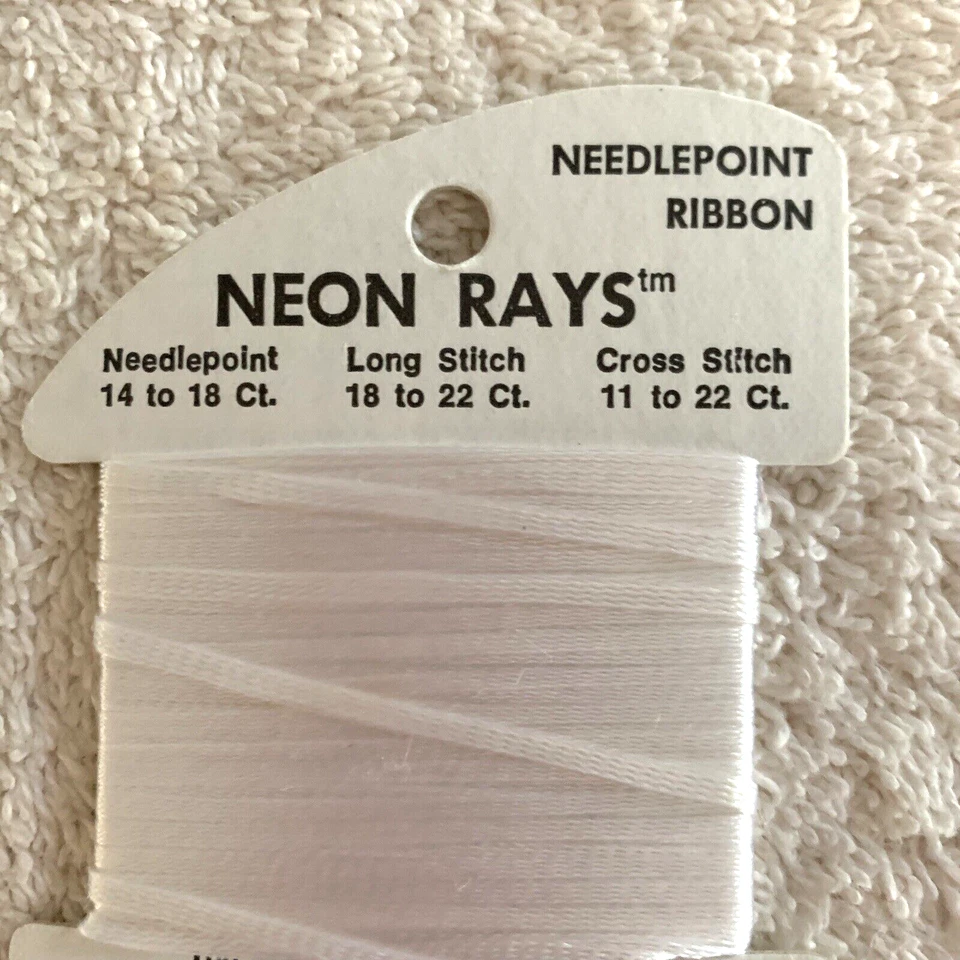 NEEDLEPOINT
RIBBON
NEON RAYS™
Needlepoint Long Stitch Cross Stitch
14 to 18 Ct. 18 to 22 Ct. 11 to 22 Ct.